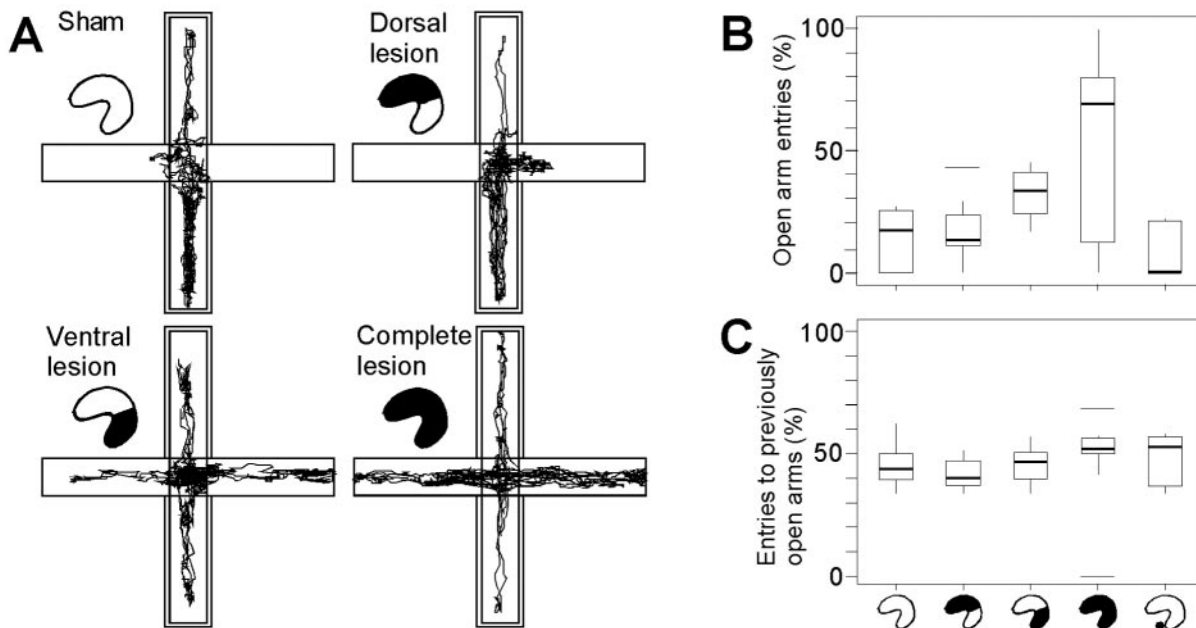 A
Sham
Dorsal
lesion
Ventral
lesion
Complete
lesion
B
Open arm entries (%)
100
50
0
C
Entries to previously
open arms (%)
100
50
0